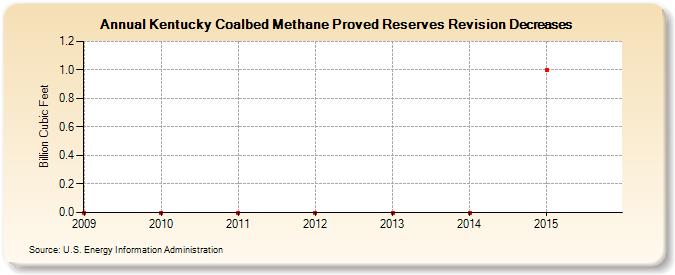 Annual Kentucky Coalbed Methane Proved Reserves Revision Decreases
Billion Cubic Feet
1.2
1.0
0.8
0.6
0.4
0.2
0.0
2009 2010 2011 2012 2013 2014 2015
Source: U.S. Energy Information Administration